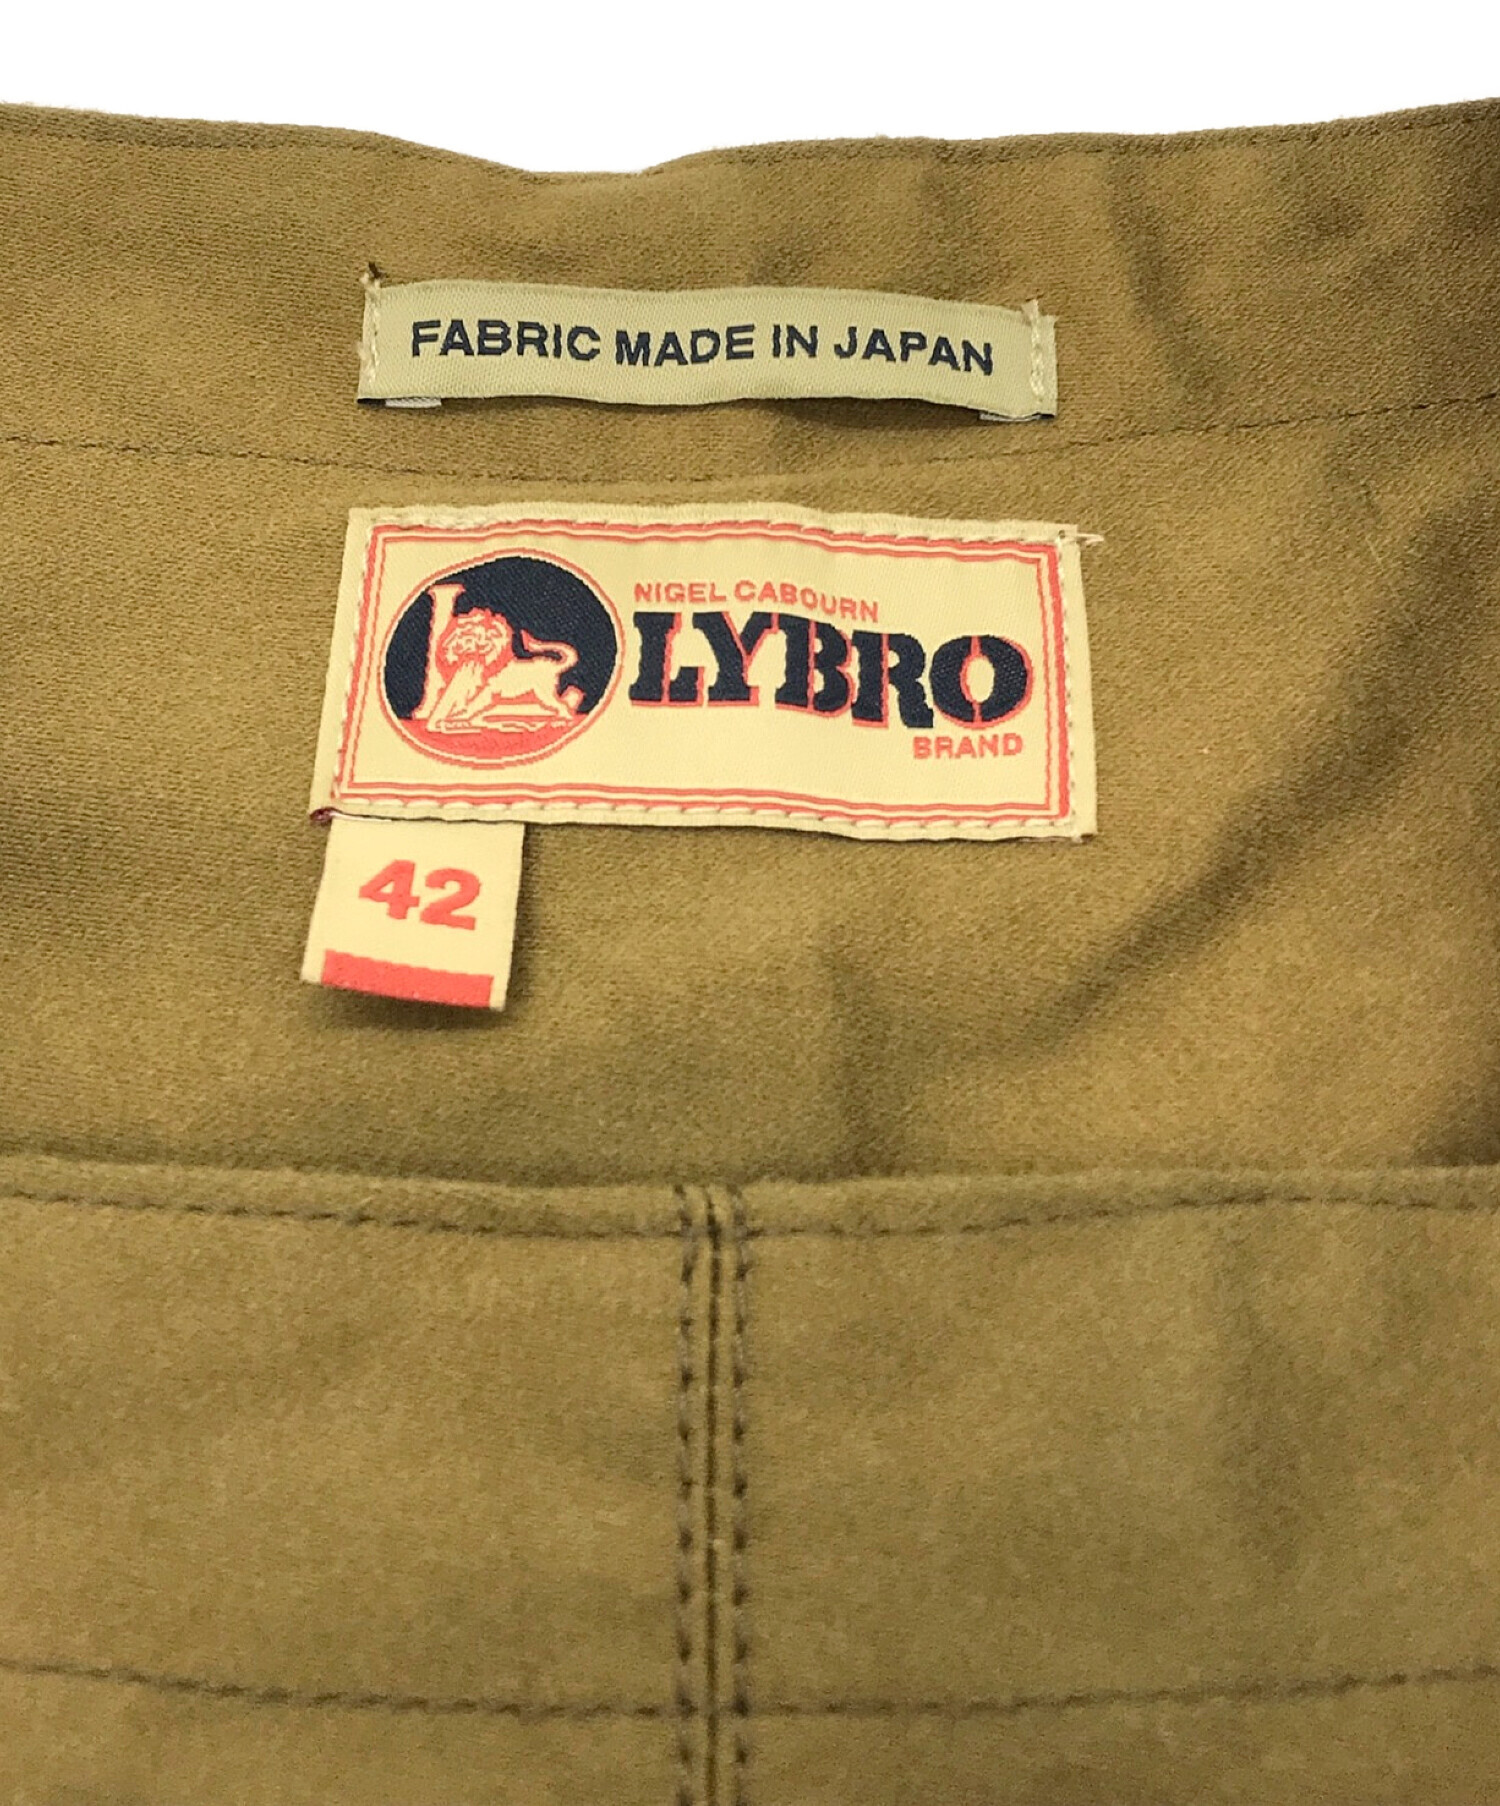 FABRIC MADE IN JAPAN
NIGEL CABOURN
LYBRO
BRAND
42